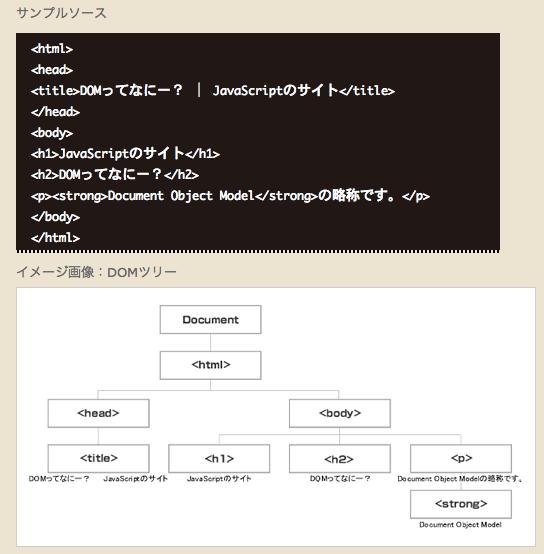 サンプルソース
<html>
<head>
<title>DOMってなにー？ ｜ JavaScriptのサイト</title>
</head>
<body>
<h1>JavaScriptのサイト</h1>
<h2>DOMってなにー？</h2>
<p><strong>Document Object Model</strong>の略称です。</p>
</body>
</html>
イメージ画像：DOMツリー
Document
<html>
<head> <body>
<title> <h1> <h2> <p>
DOMってなにー？ JavaScriptのサイト JavaScriptのサイト DOMってなにー？ Document Object Modelの略称です。
<strong>
Document Object Model